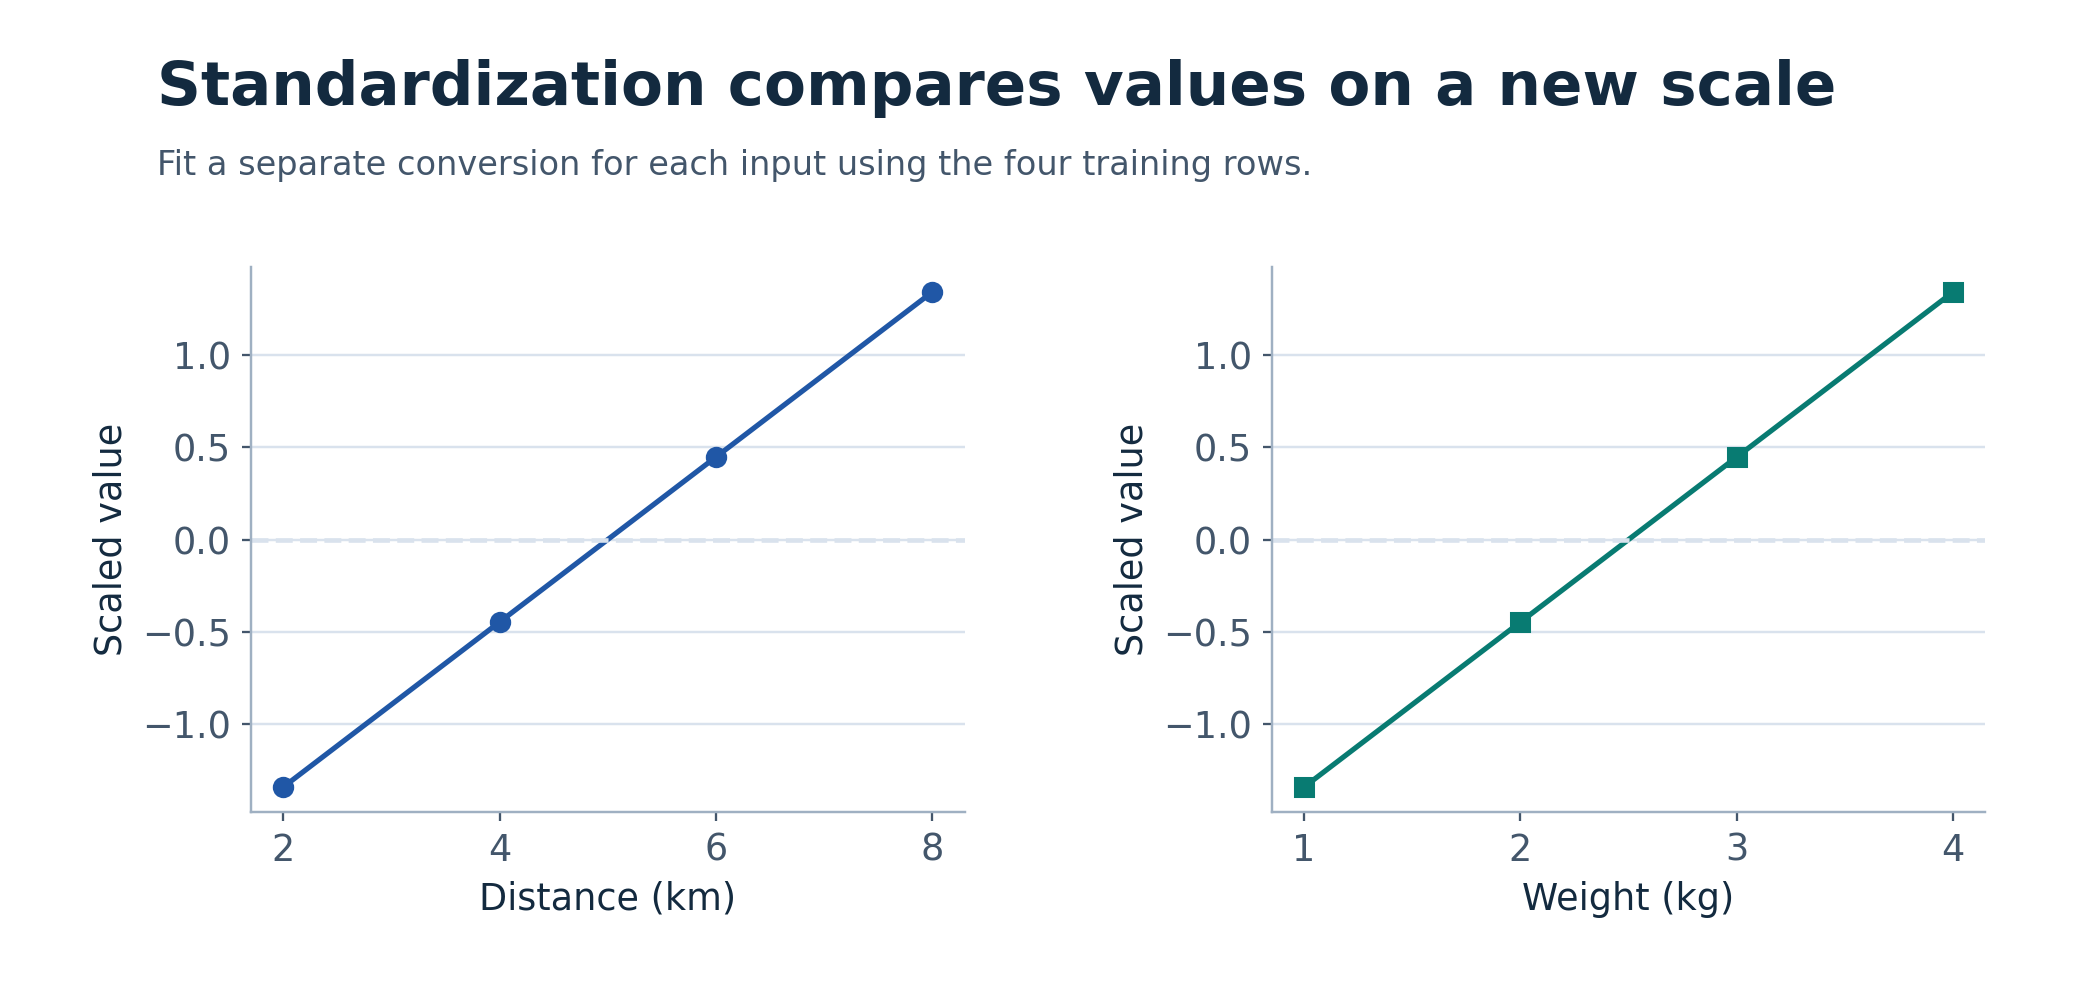 Standardization compares values on a new scale
Fit a separate conversion for each input using the four training rows.
Scaled value
1.0
0.5
0.0
−0.5
−1.0
2 4 6 8
Distance (km)
Scaled value
1.0
0.5
0.0
−0.5
−1.0
1 2 3 4
Weight (kg)